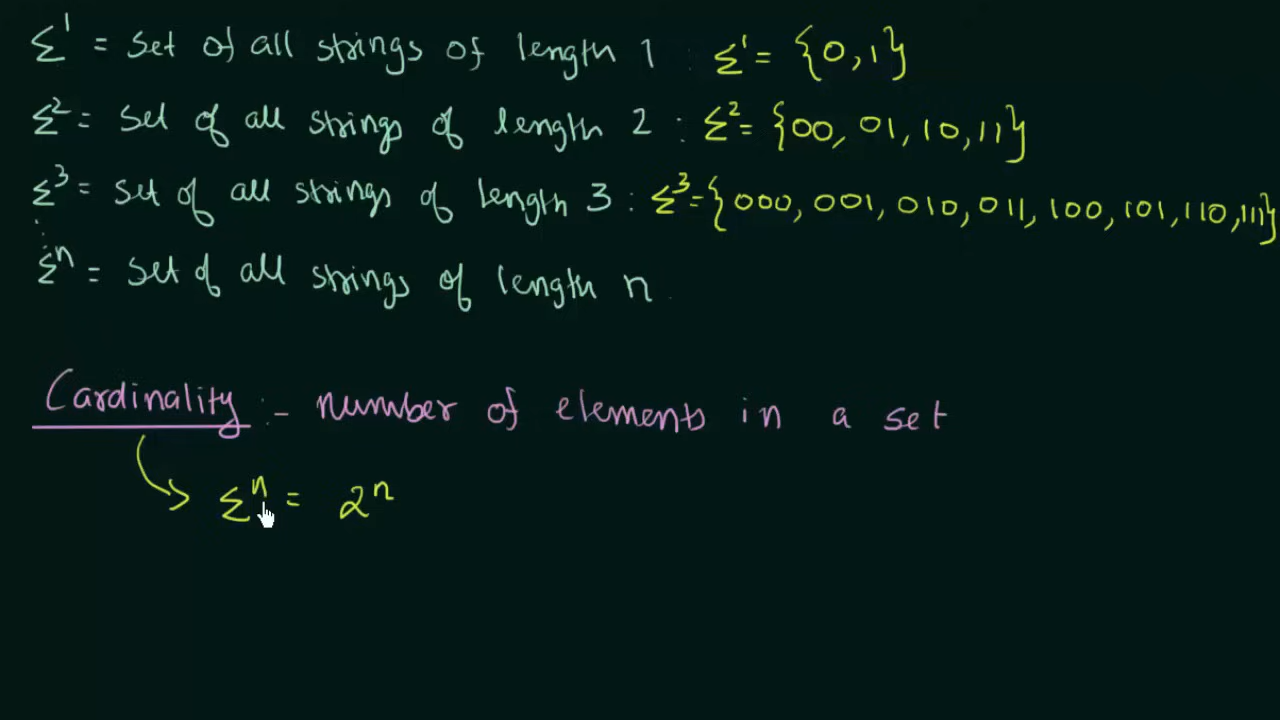 Σ¹ = Set of all strings of length 1 : Σ¹ = {0, 1}
Σ² = Set of all strings of length 2 : Σ² = {00, 01, 10, 11}
Σ³ = Set of all strings of length 3 : Σ³ = {000, 001, 010, 011, 100, 101, 110, 111}
:
Σⁿ = Set of all strings of length n
Cardinality :- number of elements in a set
Σⁿ = 2ⁿ